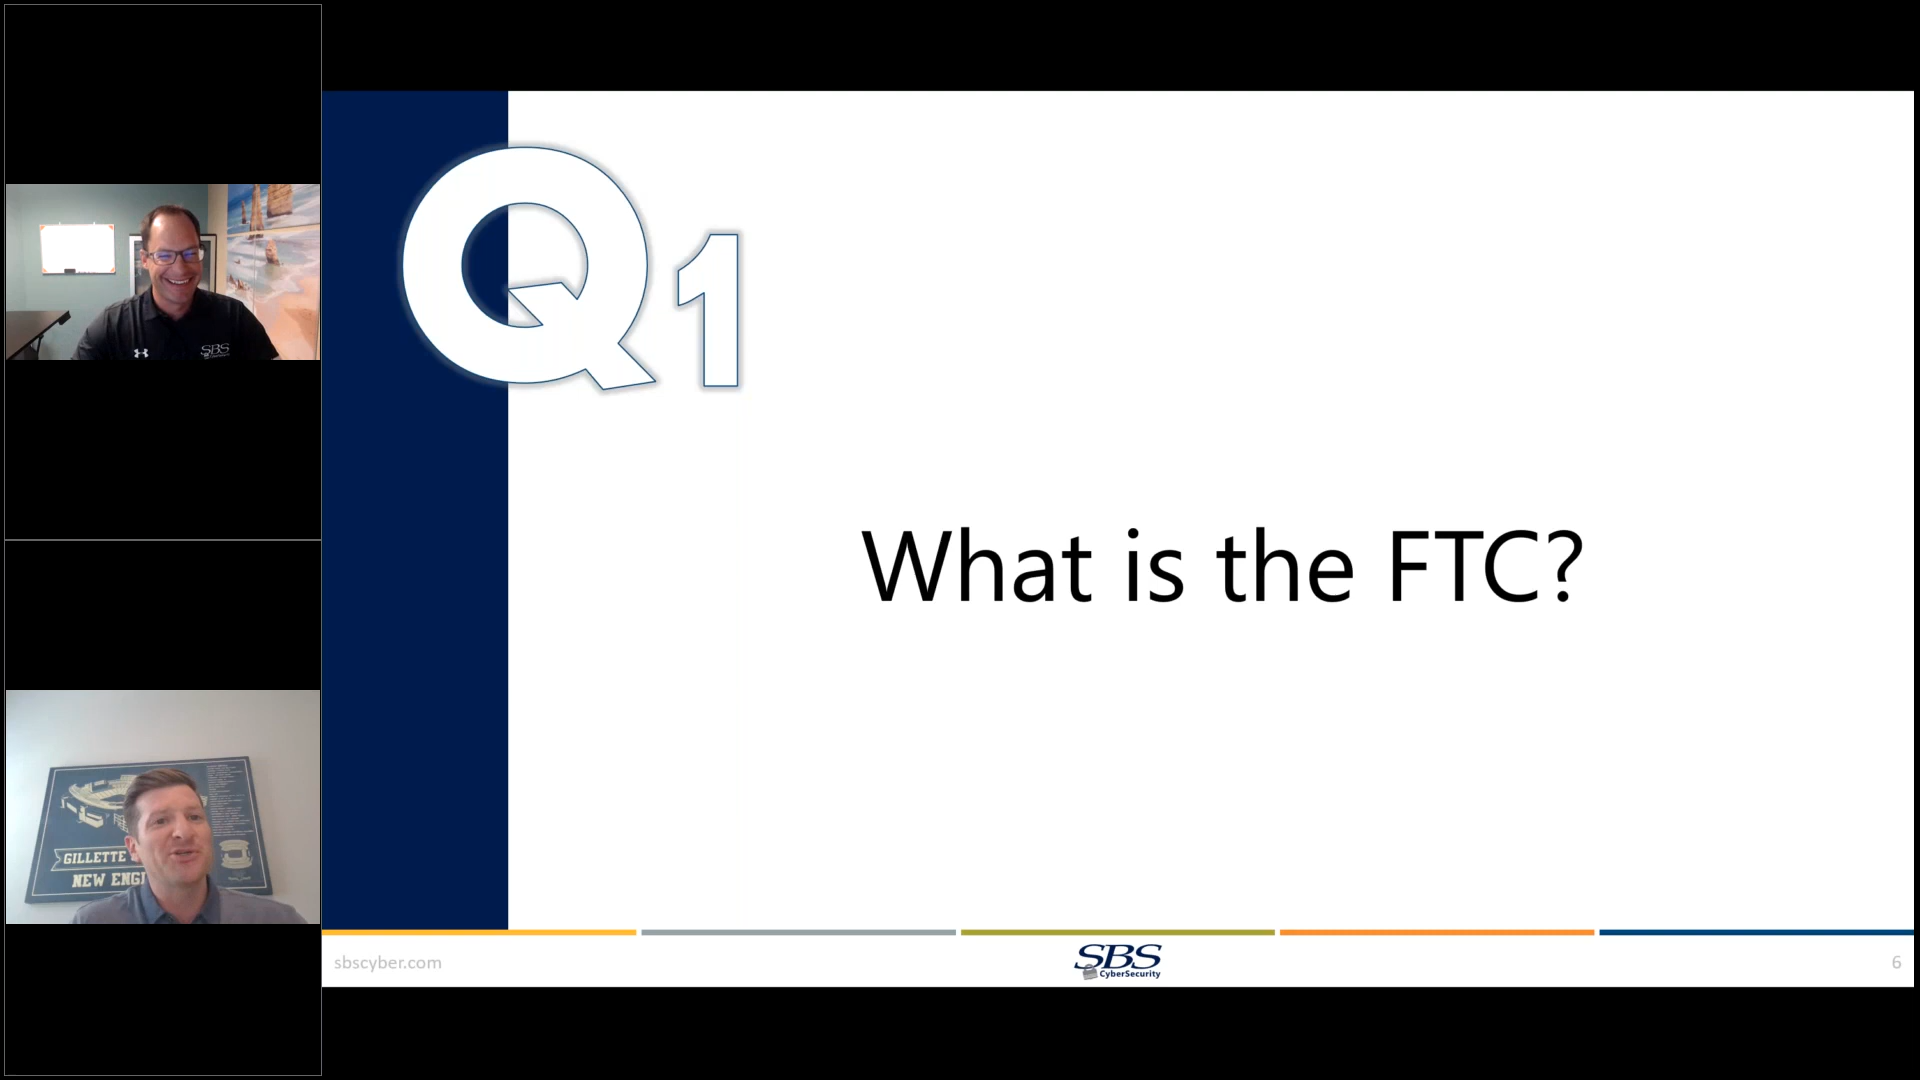 SBS
GILLETTE
NEW ENG
Q1
What is the FTC?
sbscyber.com
SBS
CyberSecurity
6